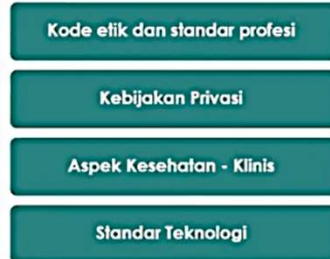 Kode etik dan standar profesi
Kebijakan Privasi
Aspek Kesehatan - Klinis
Standar Teknologi